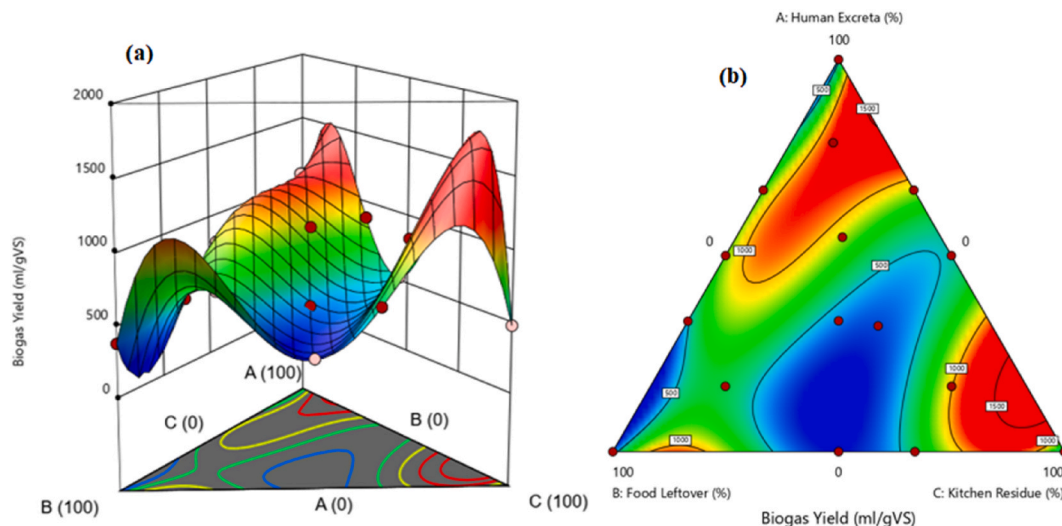 (a)
2000
1500
1000
500
0
Biogas Yield (ml/gVS)
A (100)
C (0)
B (0)
B (100)
A(0)
C (100)
A: Human Excreta (%)
100
(b)
500
1500
0
0
1000
500
500
1000
1500
1000
1000
100
0
100
B: Food Leftover (%)
C: Kitchen Residue (%)
Biogas Yield (ml/gVS)